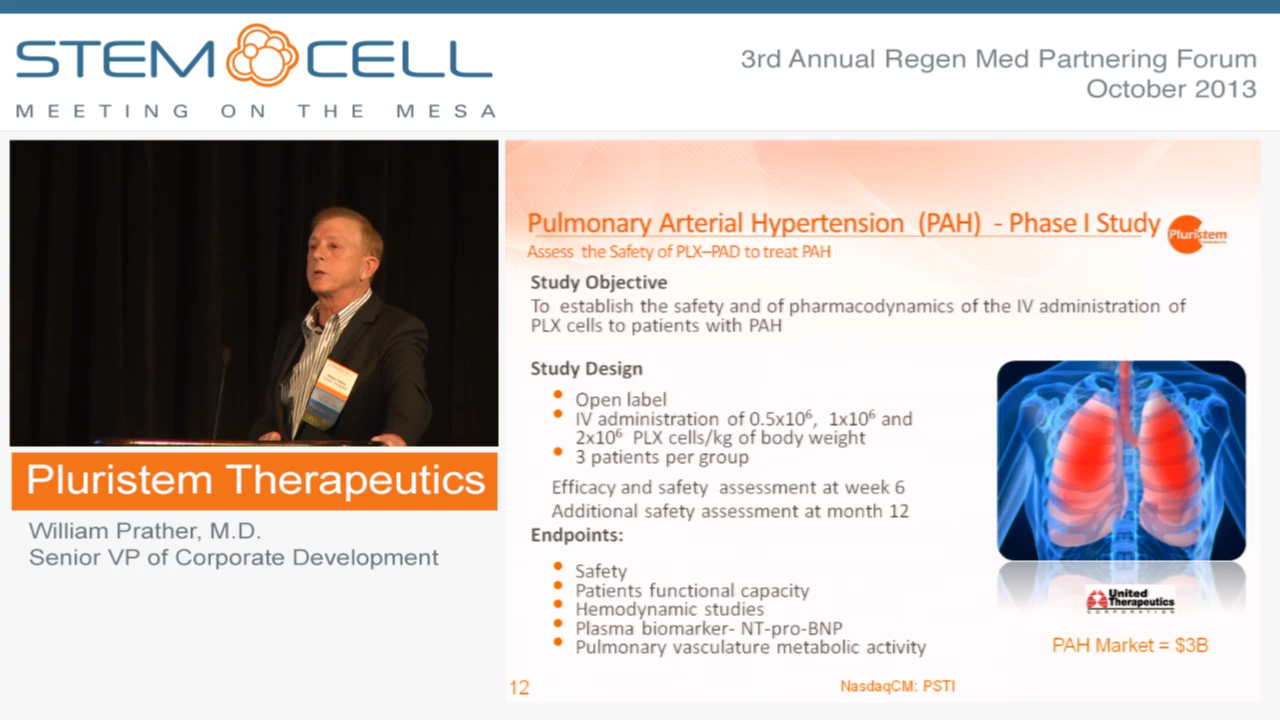 STEM CELL
MEETING ON THE MESA
3rd Annual Regen Med Partnering Forum
October 2013
Pluristem Therapeutics
William Prather, M.D.
Senior VP of Corporate Development
Pulmonary Arterial Hypertension (PAH) - Phase I Study
Pluristem
Assess the Safety of PLX–PAD to treat PAH
Study Objective
To establish the safety and of pharmacodynamics of the IV administration of
PLX cells to patients with PAH
Study Design
• Open label
• IV administration of 0.5x10⁶, 1x10⁶ and
2x10⁶ PLX cells/kg of body weight
• 3 patients per group
Efficacy and safety assessment at week 6
Additional safety assessment at month 12
Endpoints:
• Safety
• Patients functional capacity
• Hemodynamic studies
• Plasma biomarker- NT-pro-BNP
• Pulmonary vasculature metabolic activity
United
Therapeutics
CORPORATION
PAH Market = $3B
12
NasdaqCM: PSTI